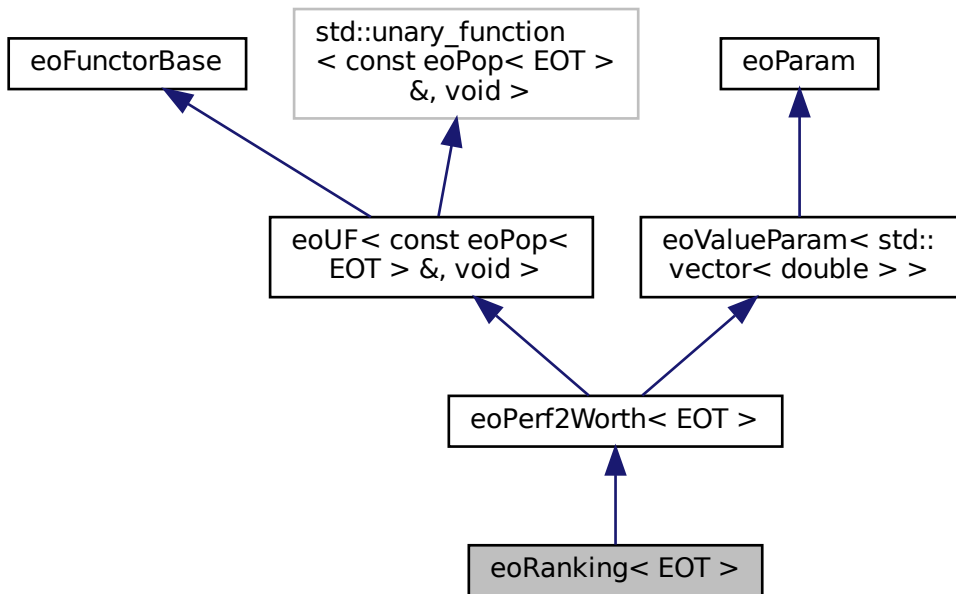 eoFunctorBase
std::unary_function
< const eoPop< EOT >
&, void >
eoParam
eoUF< const eoPop<
EOT > &, void >
eoValueParam< std::
vector< double > >
eoPerf2Worth< EOT >
eoRanking< EOT >